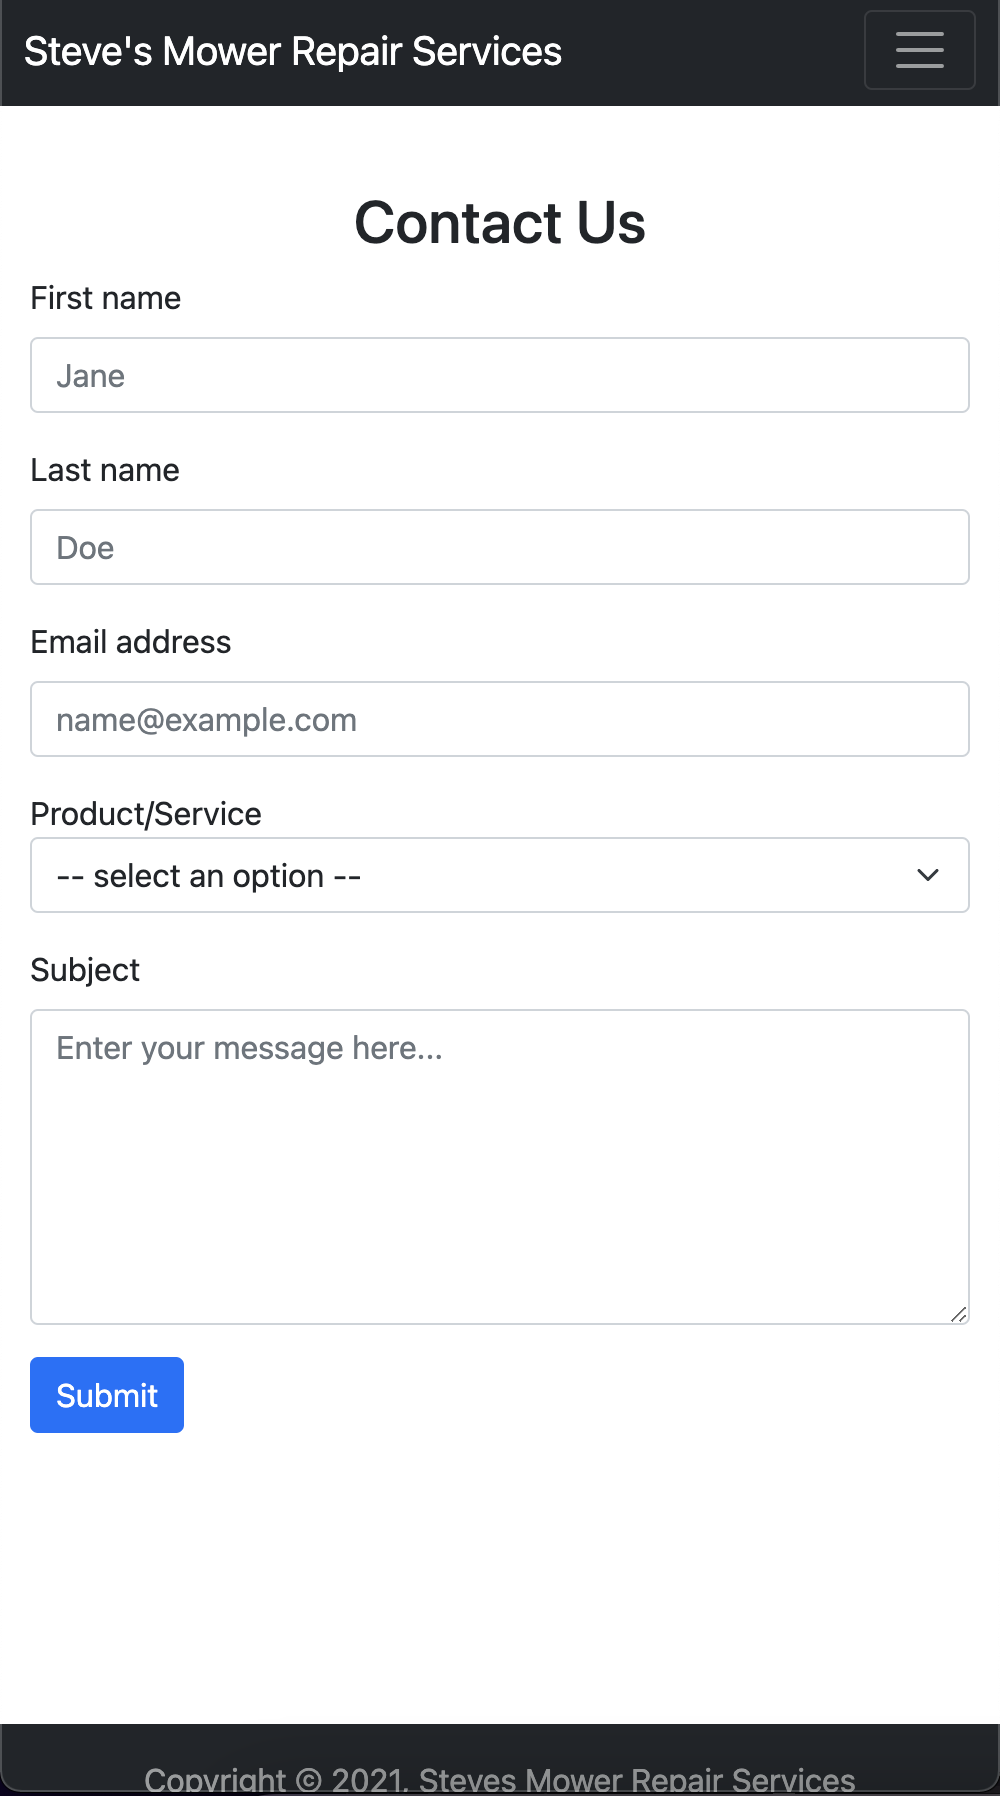 Steve's Mower Repair Services
Contact Us
First name
Jane
Last name
Doe
Email address
name@example.com
Product/Service
-- select an option --
Subject
Enter your message here...
Submit
Copyright © 2021, Steves Mower Repair Services